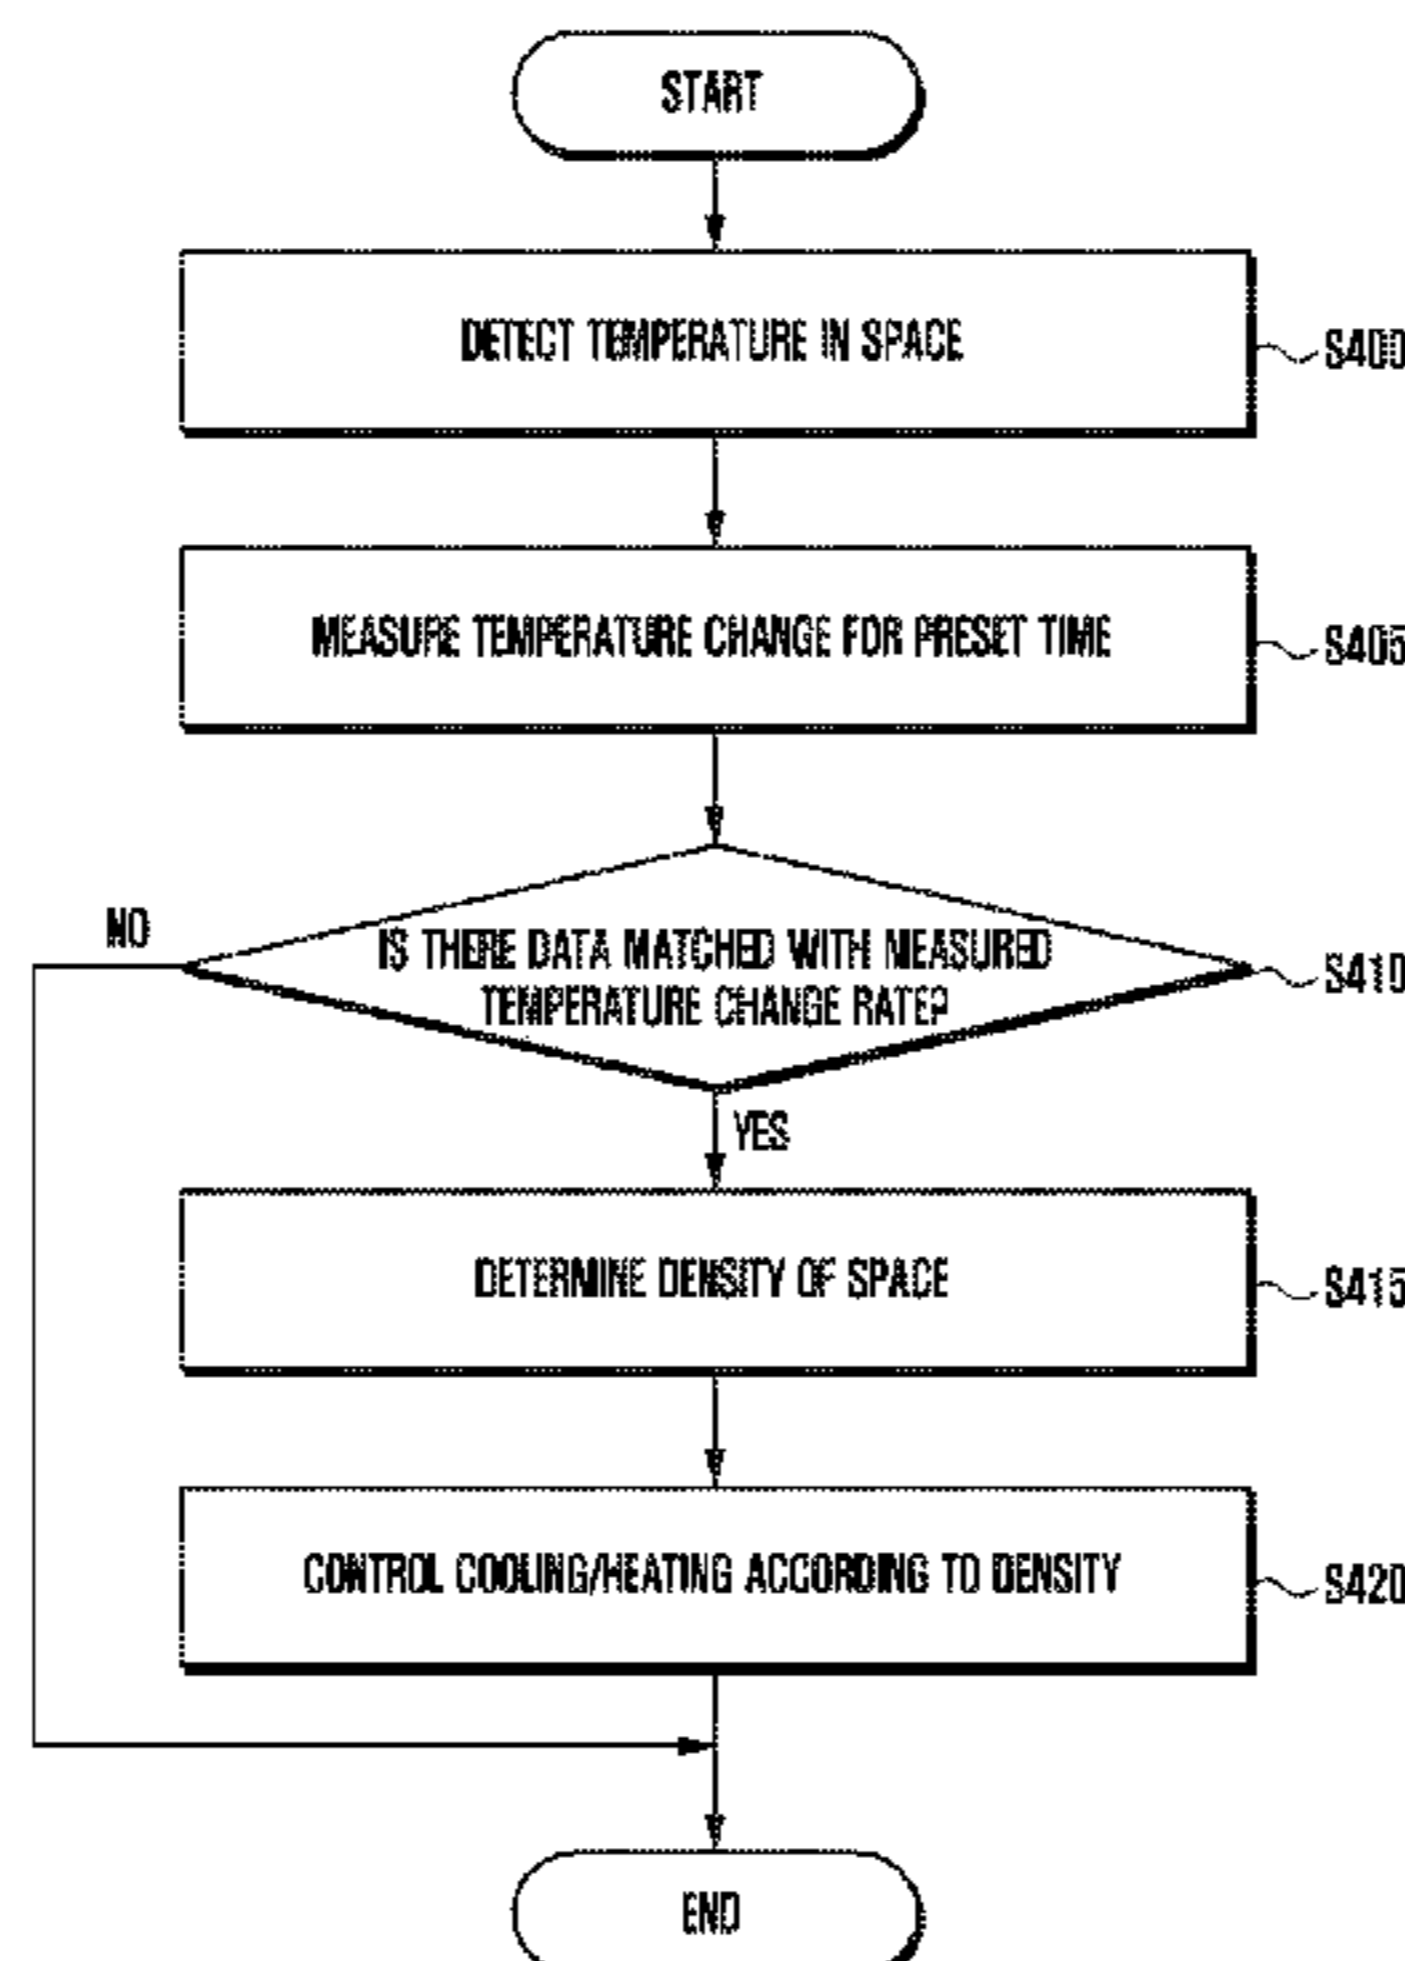 START
DETECT TEMPERATURE IN SPACE
S400
MEASURE TEMPERATURE CHANGE FOR PRESET TIME
S405
NO
IS THERE DATA MATCHED WITH MEASURED
TEMPERATURE CHANGE RATE?
S410
YES
DETERMINE DENSITY OF SPACE
S415
CONTROL COOLING/HEATING ACCORDING TO DENSITY
S420
END